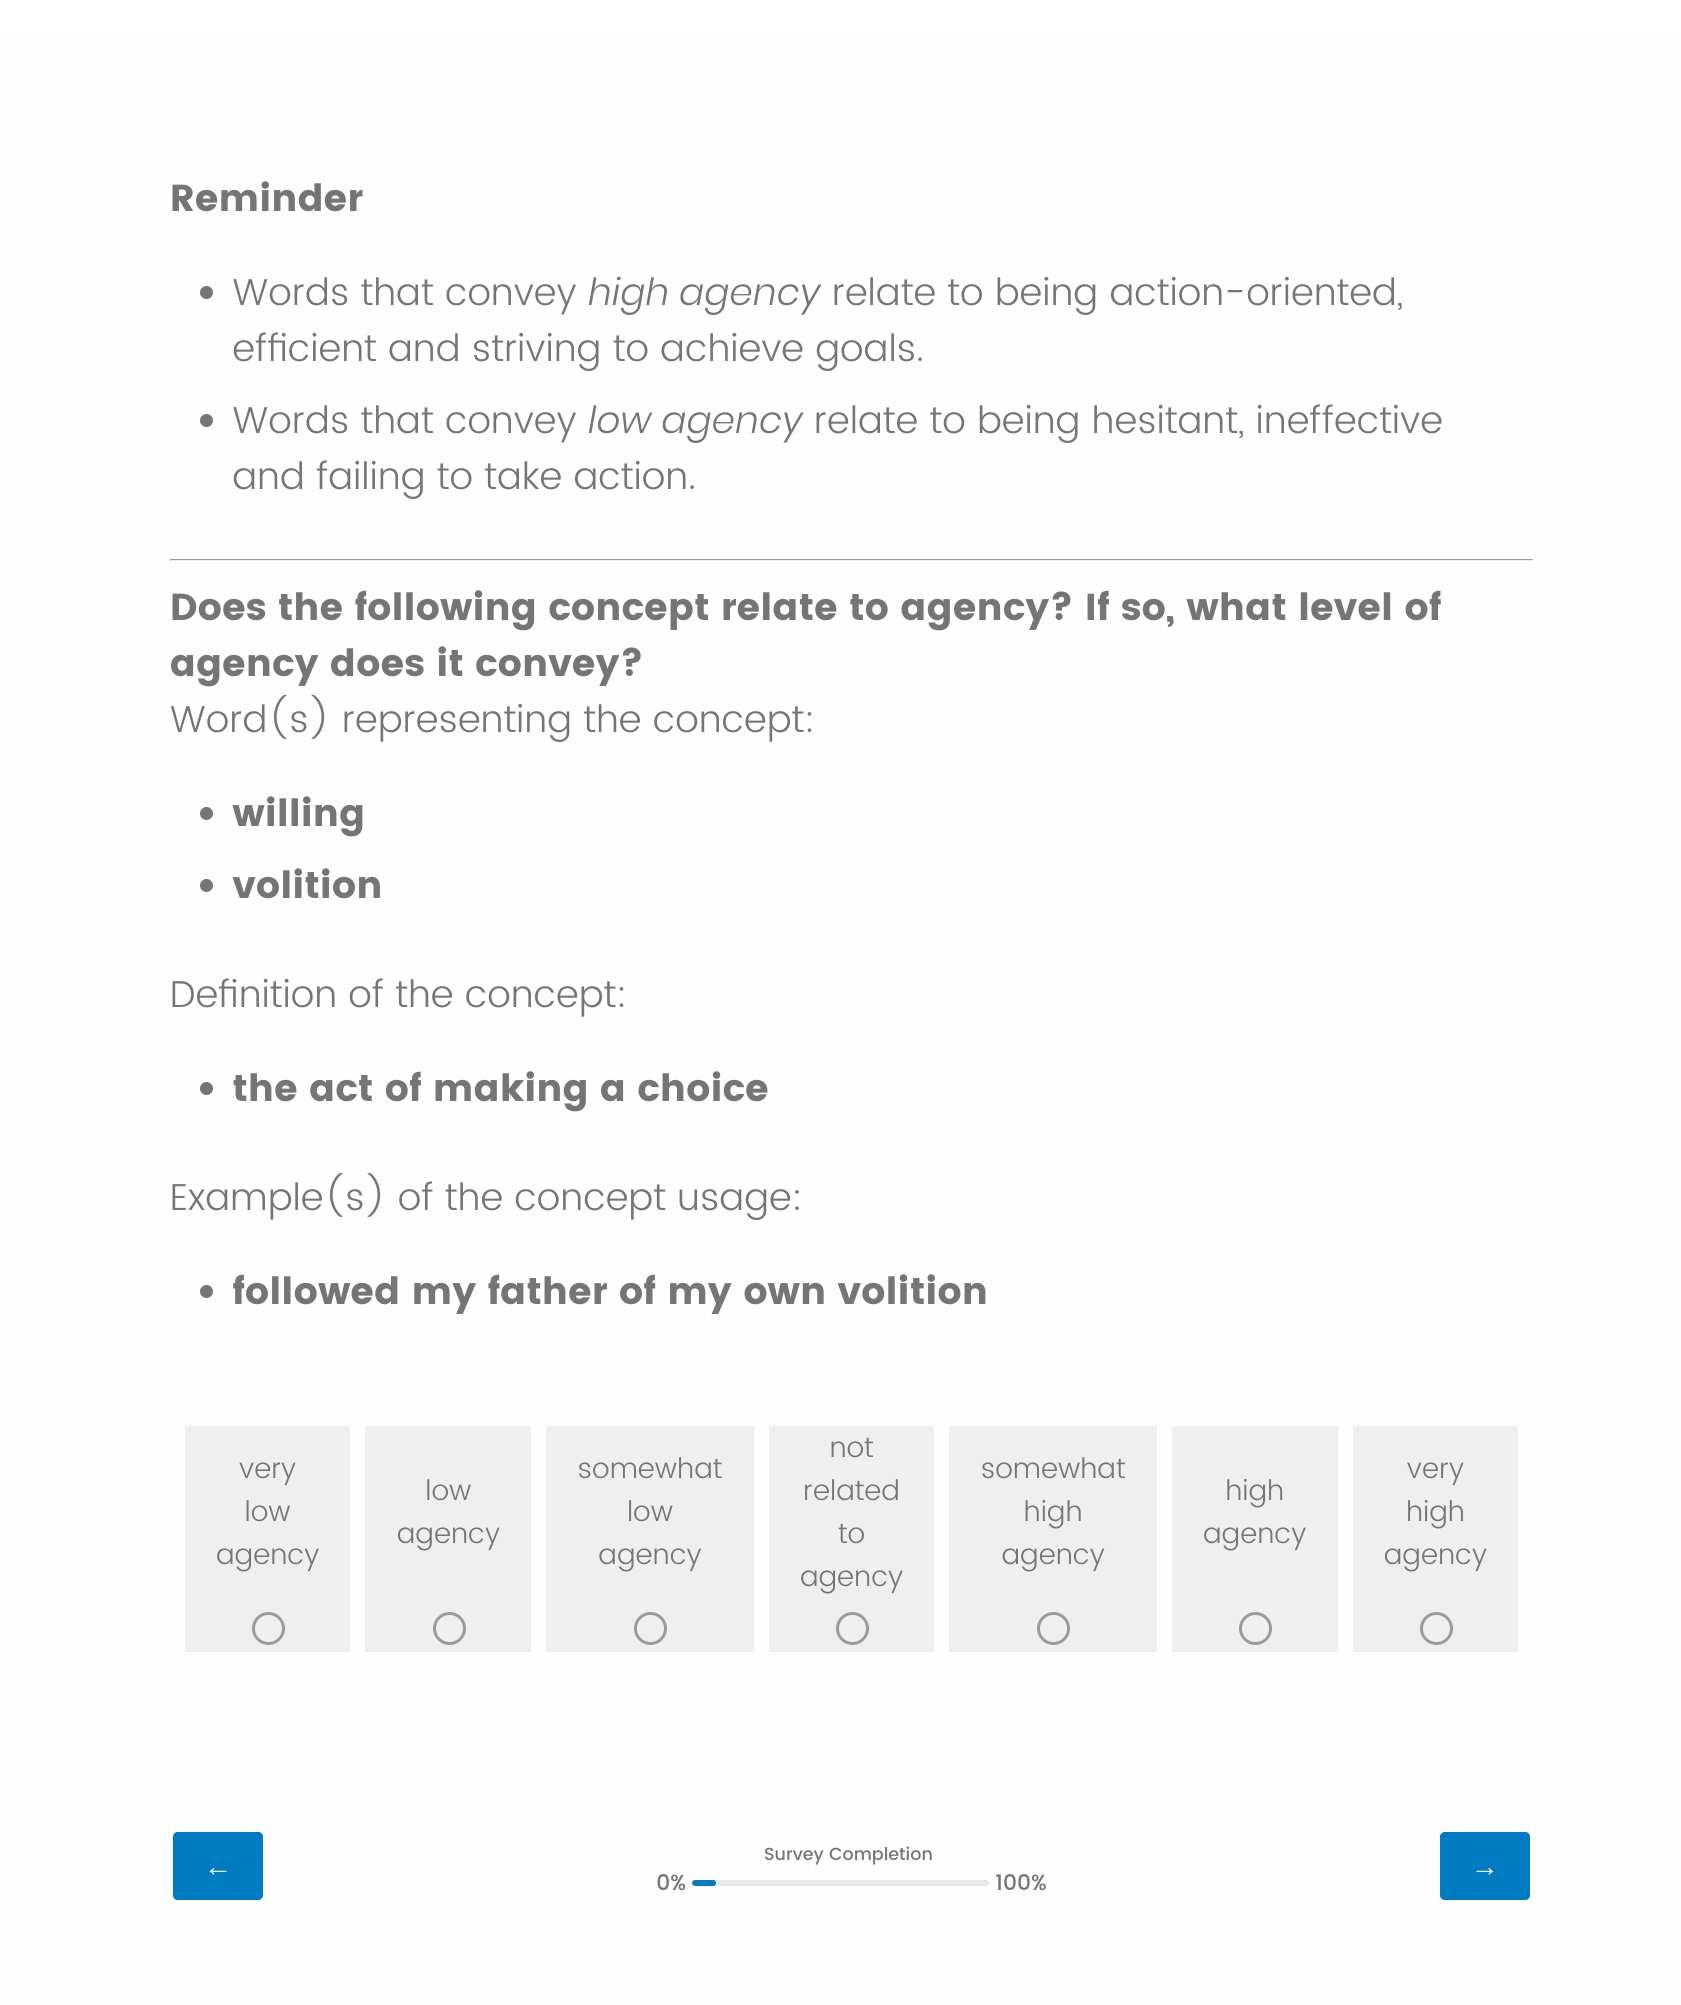 Reminder
Words that convey high agency relate to being action-oriented,
efficient and striving to achieve goals.
Words that convey low agency relate to being hesitant, ineffective
and failing to take action.
Does the following concept relate to agency? If so, what level of
agency does it convey?
Word(s) representing the concept:
willing
volition
Definition of the concept:
the act of making a choice
Example(s) of the concept usage:
followed my father of my own volition
very
low
agency
low
agency
somewhat
low
agency
not
related
to
agency
somewhat
high
agency
high
agency
very
high
agency
←
Survey Completion
0% 100%
→